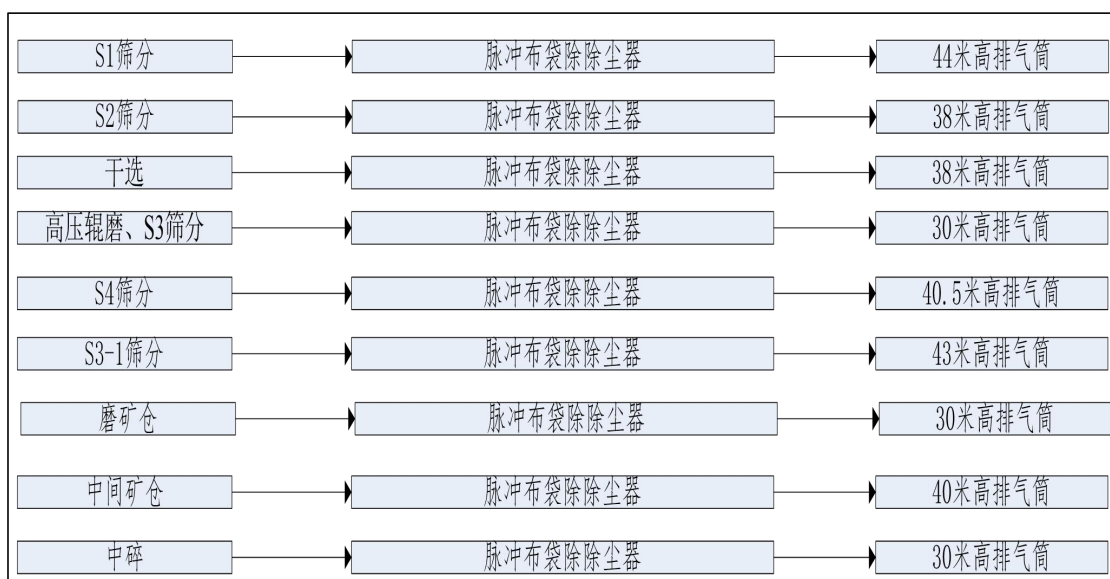 S1筛分 脉冲布袋除除尘器 44米高排气筒
S2筛分 脉冲布袋除除尘器 38米高排气筒
干选 脉冲布袋除除尘器 38米高排气筒
高压辊磨、S3筛分 脉冲布袋除除尘器 30米高排气筒
S4筛分 脉冲布袋除除尘器 40.5米高排气筒
S3-1筛分 脉冲布袋除除尘器 43米高排气筒
磨矿仓 脉冲布袋除除尘器 30米高排气筒
中间矿仓 脉冲布袋除除尘器 40米高排气筒
中碎 脉冲布袋除除尘器 30米高排气筒